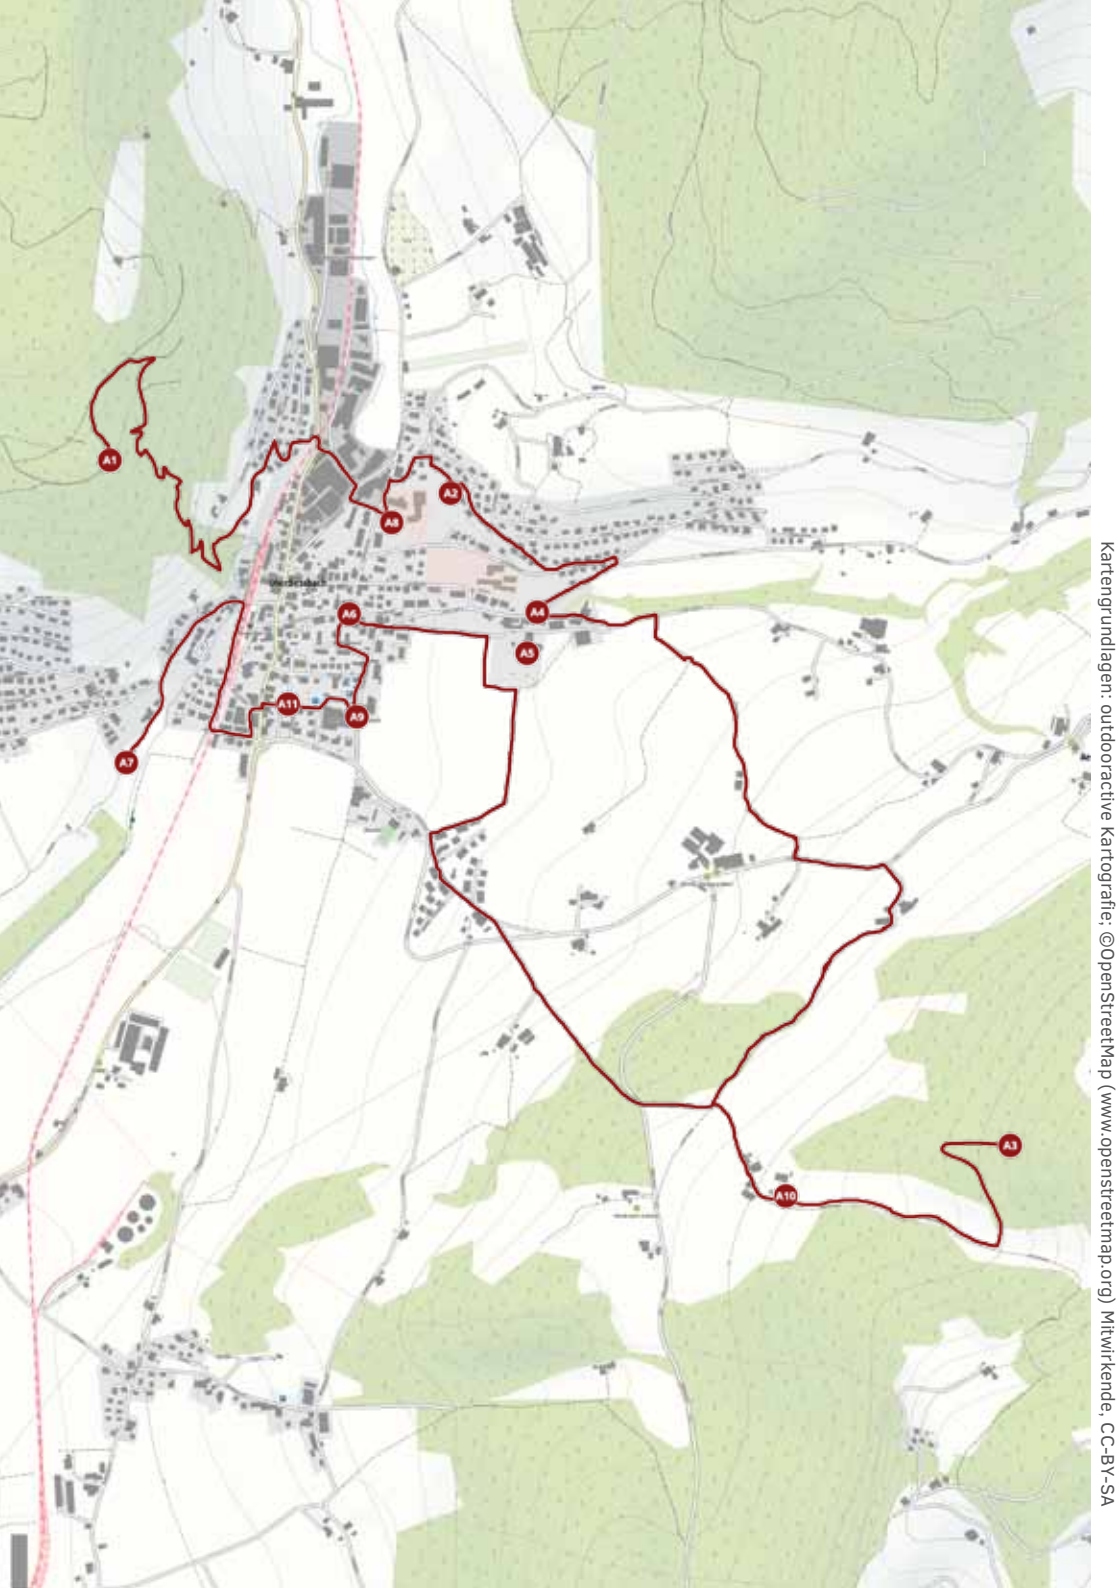 A1
A2
A8
A4
A6
A5
A11
A9
A7
A3
A10
Kartengrundlagen: outdooractive Kartografie; ©OpenStreetMap (www.openstreetmap.org) Mitwirkende, CC-BY-SA